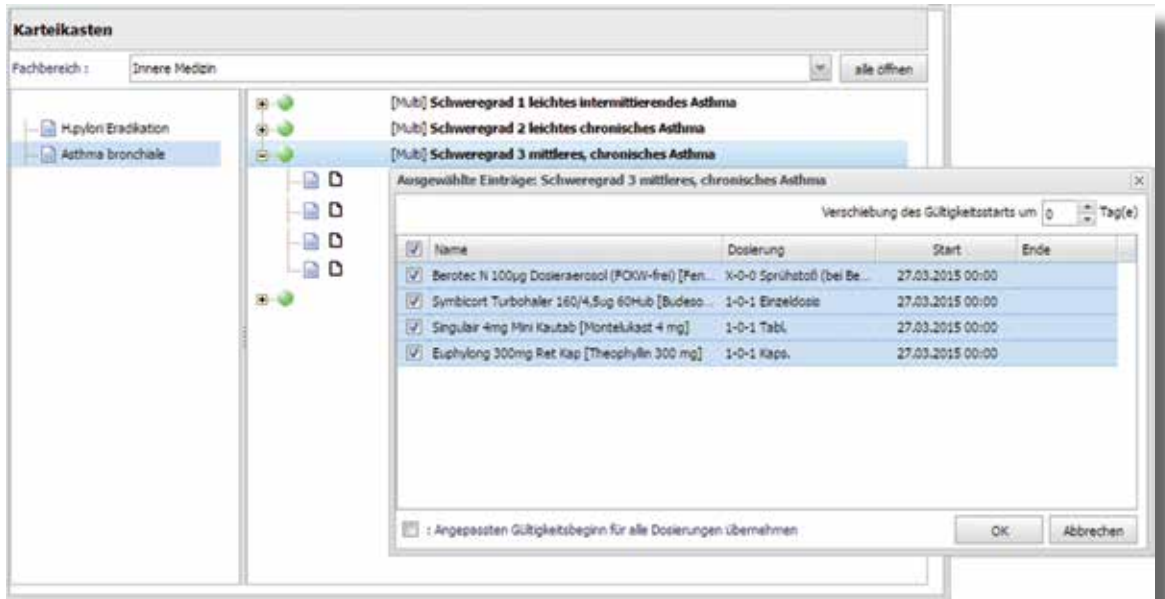 Karteikasten
Fachbereich : Innere Medizin alle öffnen
H.pylori Eradikation
Asthma bronchiale
[Multi] Schweregrad 1 leichtes intermittierendes Asthma
[Multi] Schweregrad 2 leichtes chronisches Asthma
[Multi] Schweregrad 3 mittleres, chronisches Asthma
Ausgewählte Einträge: Schweregrad 3 mittleres, chronisches Asthma
Verschiebung des Gültigkeitsstarts um 0 Tag(e)
Name Dosierung Start Ende
Berotec N 100µg Dosieraerosol (FCKW-frei) [Fen... X-0-0 Sprühstoß (bei Be... 27.03.2015 00:00
Symbicort Turbohaler 160/4,5ug 60Hub [Budeso... 1-0-1 Einzeldosis 27.03.2015 00:00
Singulair 4mg Mini Kautab [Montelukast 4 mg] 1-0-1 Tabl. 27.03.2015 00:00
Euphylong 300mg Ret Kap [Theophyllin 300 mg] 1-0-1 Kaps. 27.03.2015 00:00
: Angepassten Gültigkeitsbeginn für alle Dosierungen übernehmen
OK Abbrechen